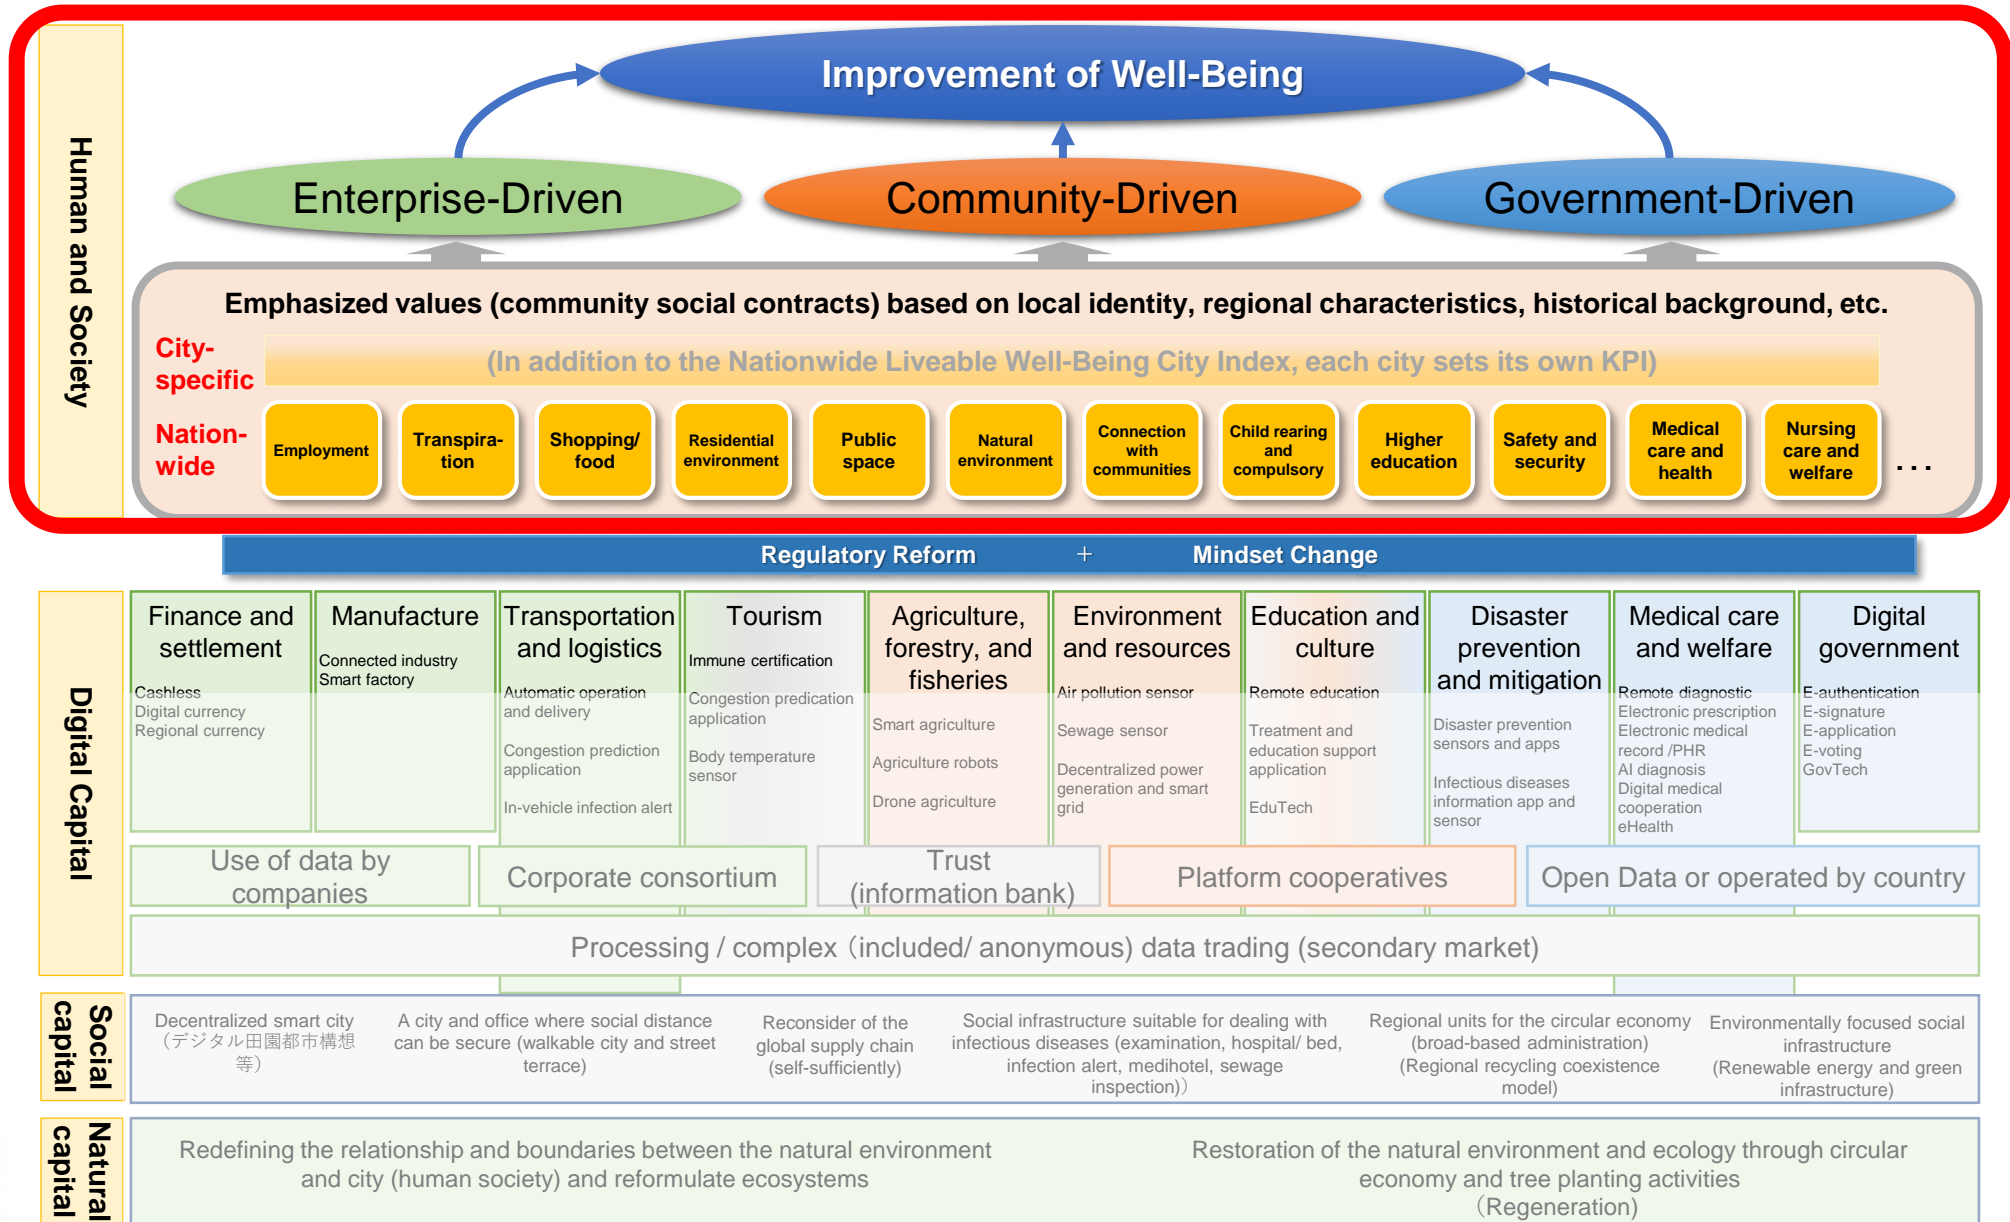 Human and Society
Improvement of Well-Being
Enterprise-Driven
Community-Driven
Government-Driven
Emphasized values (community social contracts) based on local identity, regional characteristics, historical background, etc.
City-
specific
(In addition to the Nationwide Liveable Well-Being City Index, each city sets its own KPI)
Nation-
wide
Employment
Transpira-
tion
Shopping/
food
Residential
environment
Public
space
Natural
environment
Connection
with
communities
Child rearing
and
compulsory
Higher
education
Safety and
security
Medical
care and
health
Nursing
care and
welfare
...
Regulatory Reform + Mindset Change
Digital Capital
Finance and
settlement
Cashless
Digital currency
Regional currency
Manufacture
Connected industry
Smart factory
Transportation
and logistics
Automatic operation
and delivery
Congestion prediction
application
In-vehicle infection alert
Tourism
Immune certification
Congestion predication
application
Body temperature
sensor
Agriculture,
forestry, and
fisheries
Smart agriculture
Agriculture robots
Drone agriculture
Environment
and resources
Air pollution sensor
Sewage sensor
Decentralized power
generation and smart
grid
Education and
culture
Remote education
Treatment and
education support
application
EduTech
Disaster
prevention
and mitigation
Disaster prevention
sensors and apps
Infectious diseases
information app and
sensor
Medical care
and welfare
Remote diagnostic
Electronic prescription
Electronic medical
record /PHR
AI diagnosis
Digital medical
cooperation
eHealth
Digital
government
E-authentication
E-signature
E-application
E-voting
GovTech
Use of data by
companies
Corporate consortium
Trust
(information bank)
Platform cooperatives
Open Data or operated by country
Processing / complex（included/ anonymous) data trading (secondary market)
Social
capital
Decentralized smart city
（デジタル田園都市構想
等）
A city and office where social distance
can be secure (walkable city and street
terrace)
Reconsider of the
global supply chain
(self-sufficiently)
Social infrastructure suitable for dealing with
infectious diseases (examination, hospital/ bed,
infection alert, medihotel, sewage
inspection)）
Regional units for the circular economy
(broad-based administration)
(Regional recycling coexistence
model)
Environmentally focused social
infrastructure
(Renewable energy and green
infrastructure)
Natural
capital
Redefining the relationship and boundaries between the natural environment
and city (human society) and reformulate ecosystems
Restoration of the natural environment and ecology through circular
economy and tree planting activities
（Regeneration)